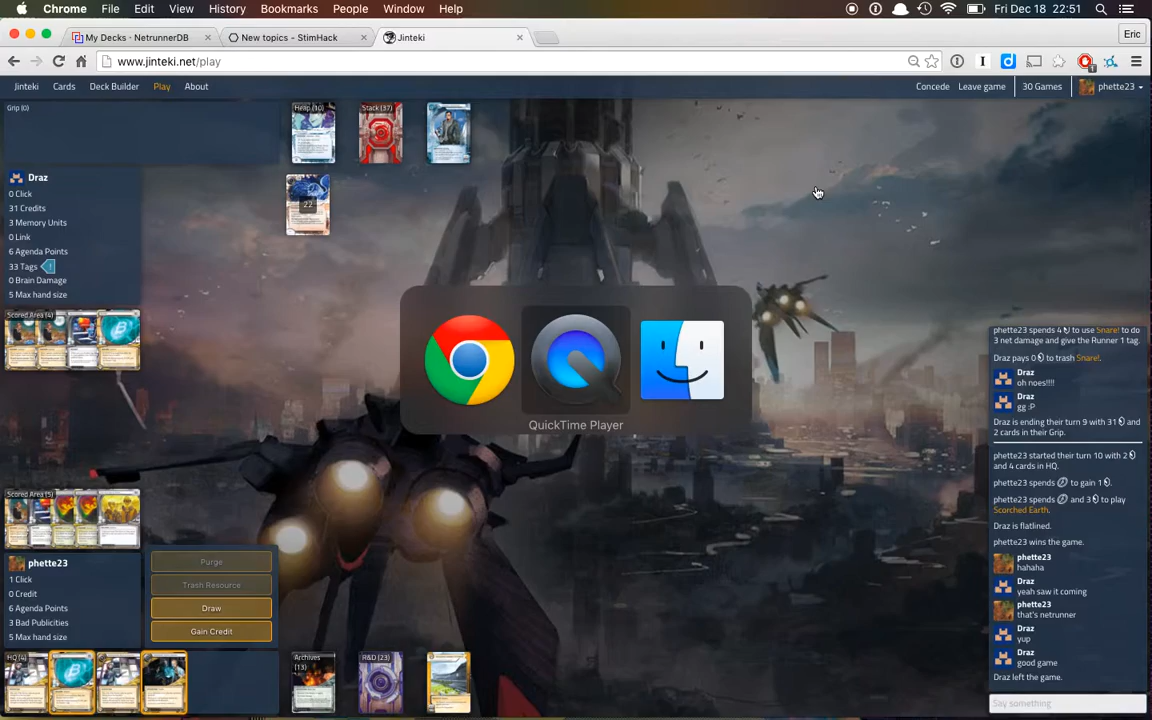 Chrome File Edit View History Bookmarks People Window Help
Fri Dec 18 22:51
My Decks - NetrunnerDB
New topics - StimHack
Jinteki
Eric
www.jinteki.net/play
Jinteki Cards Deck Builder Play About
Concede Leave game 30 Games phette23
Grip (0)
Heap (10)
Stack (37)
Draz
0 Click
31 Credits
3 Memory Units
0 Link
6 Agenda Points
33 Tags !
0 Brain Damage
5 Max hand size
22
Scored Area (4)
QuickTime Player
Scored Area (5)
phette23
1 Click
0 Credit
6 Agenda Points
3 Bad Publicities
5 Max hand size
Purge
Trash Resource
Draw
Gain Credit
HQ (4)
Archives (13)
R&D (23)
phette23 spends 4 to use Snare! to do
3 net damage and give the Runner 1 tag.
Draz pays 0 to trash Snare!.
Draz
oh noes!!!!
Draz
gg :P
Draz is ending their turn 9 with 31 and
2 cards in their Grip.
phette23 started their turn 10 with 2
and 4 cards in HQ.
phette23 spends to gain 1 .
phette23 spends and 3 to play
Scorched Earth.
Draz is flatlined.
phette23 wins the game.
phette23
hahaha
Draz
yeah saw it coming
phette23
that's netrunner
Draz
yup
Draz
good game
Draz left the game.
Say something